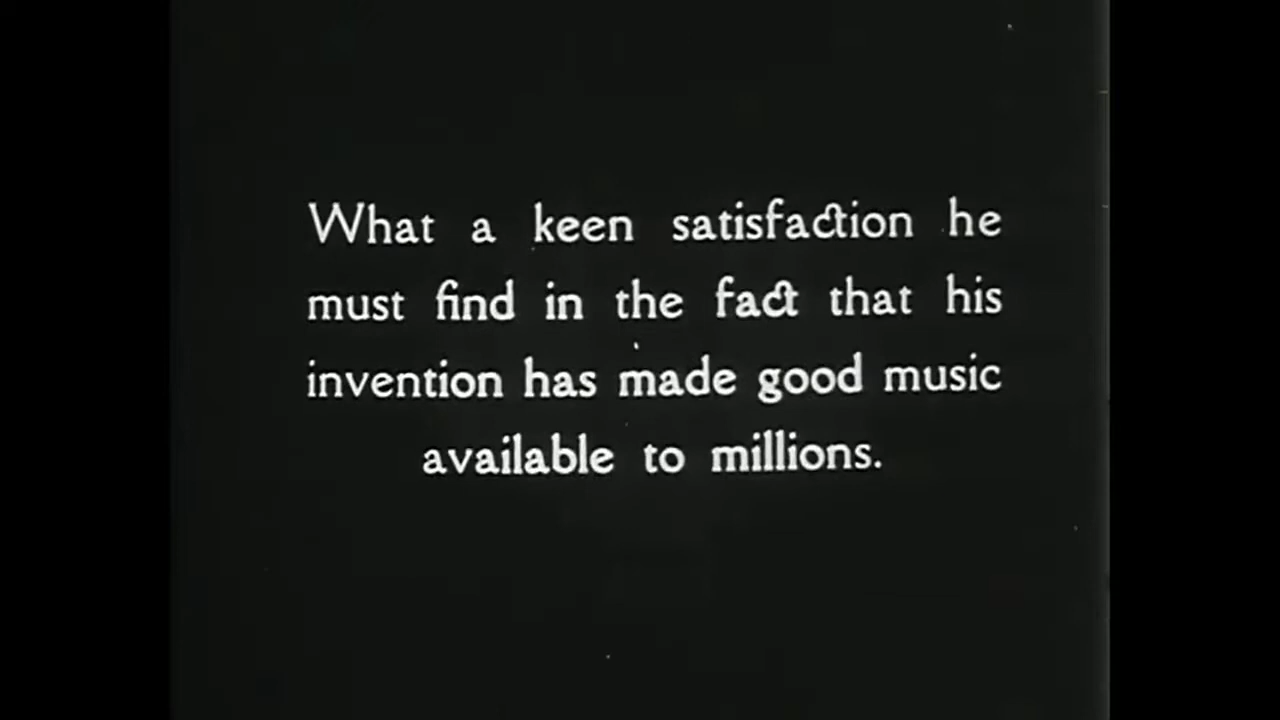 What a keen satisfaction he
must find in the fact that his
invention has made good music
available to millions.